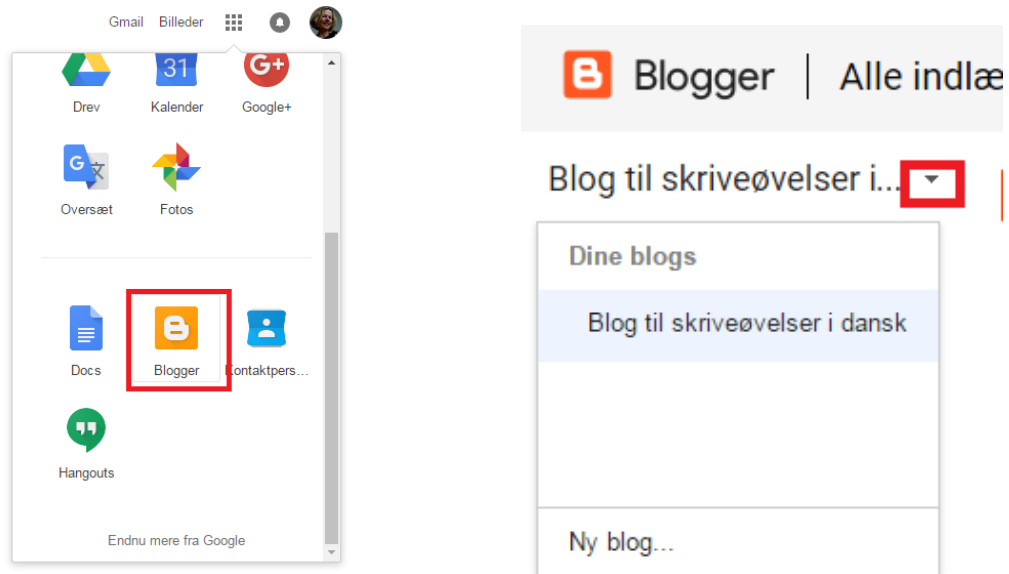 Gmail Billeder
31 G+
Drev Kalender Google+
G 文
Oversæt Fotos
Docs Blogger Kontaktpers...
Hangouts
Endnu mere fra Google
Blogger | Alle indlæ
Blog til skriveøvelser i...
Dine blogs
Blog til skriveøvelser i dansk
Ny blog...